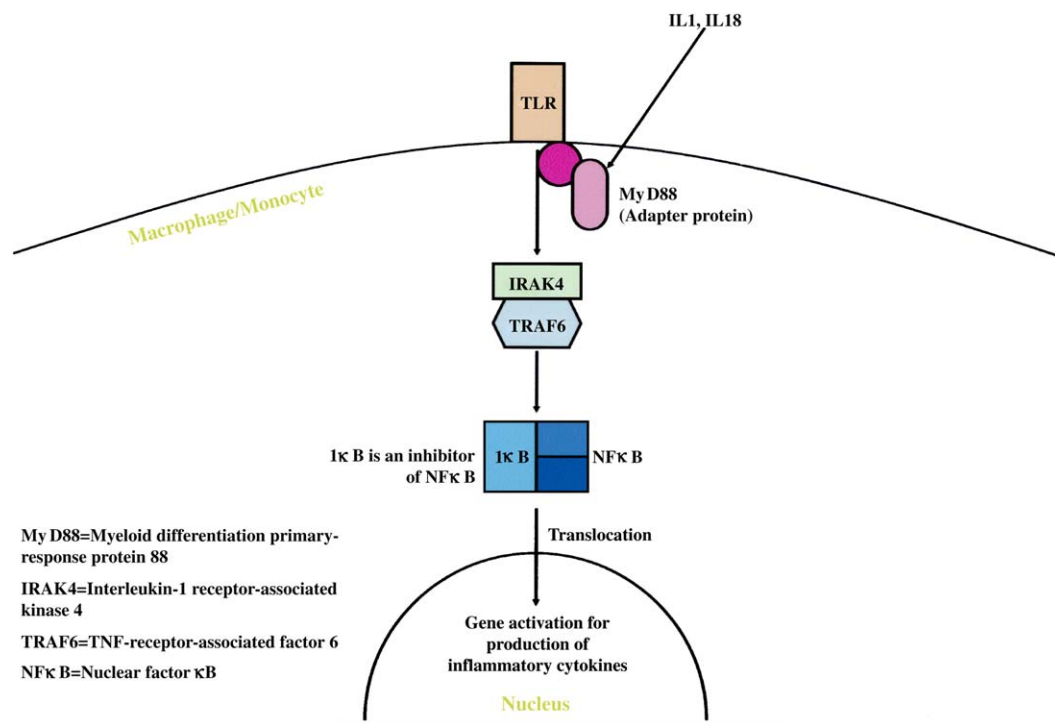 IL1, IL18
TLR
Macrophage/Monocyte
My D88
(Adapter protein)
IRAK4
TRAF6
1κ B is an inhibitor
of NFκ B
1κ B
NFκ B
Translocation
My D88=Myeloid differentiation primary-
response protein 88
IRAK4=Interleukin-1 receptor-associated
kinase 4
TRAF6=TNF-receptor-associated factor 6
NFκ B=Nuclear factor κB
Gene activation for
production of
inflammatory cytokines
Nucleus